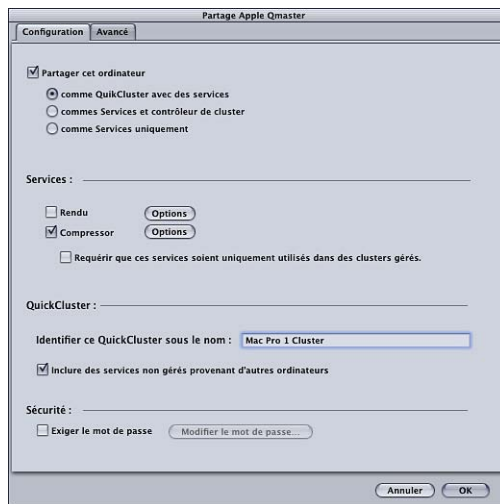 Partage Apple Qmaster
Configuration Avancé
Partager cet ordinateur
comme QuikCluster avec des services
commes Services et contrôleur de cluster
comme Services uniquement
Services :
Rendu Options
Compressor Options
Requérir que ces services soient uniquement utilisés dans des clusters gérés.
QuickCluster :
Identifier ce QuickCluster sous le nom : Mac Pro 1 Cluster
Inclure des services non gérés provenant d'autres ordinateurs
Sécurité :
Exiger le mot de passe Modifier le mot de passe...
Annuler OK